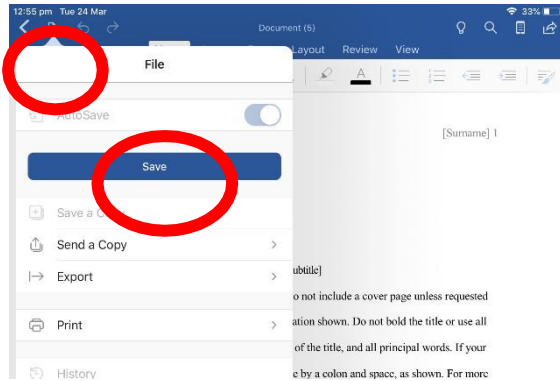 12:55 pm Tue 24 Mar
33%
Document (5)
Layout Review View
File
A
AutoSave
[Surname] 1
Save
Save a
Send a Copy
ubtitle]
Export
o not include a cover page unless requested
Print
ation shown. Do not bold the title or use all
of the title, and all principal words. If your
History
e by a colon and space, as shown. For more